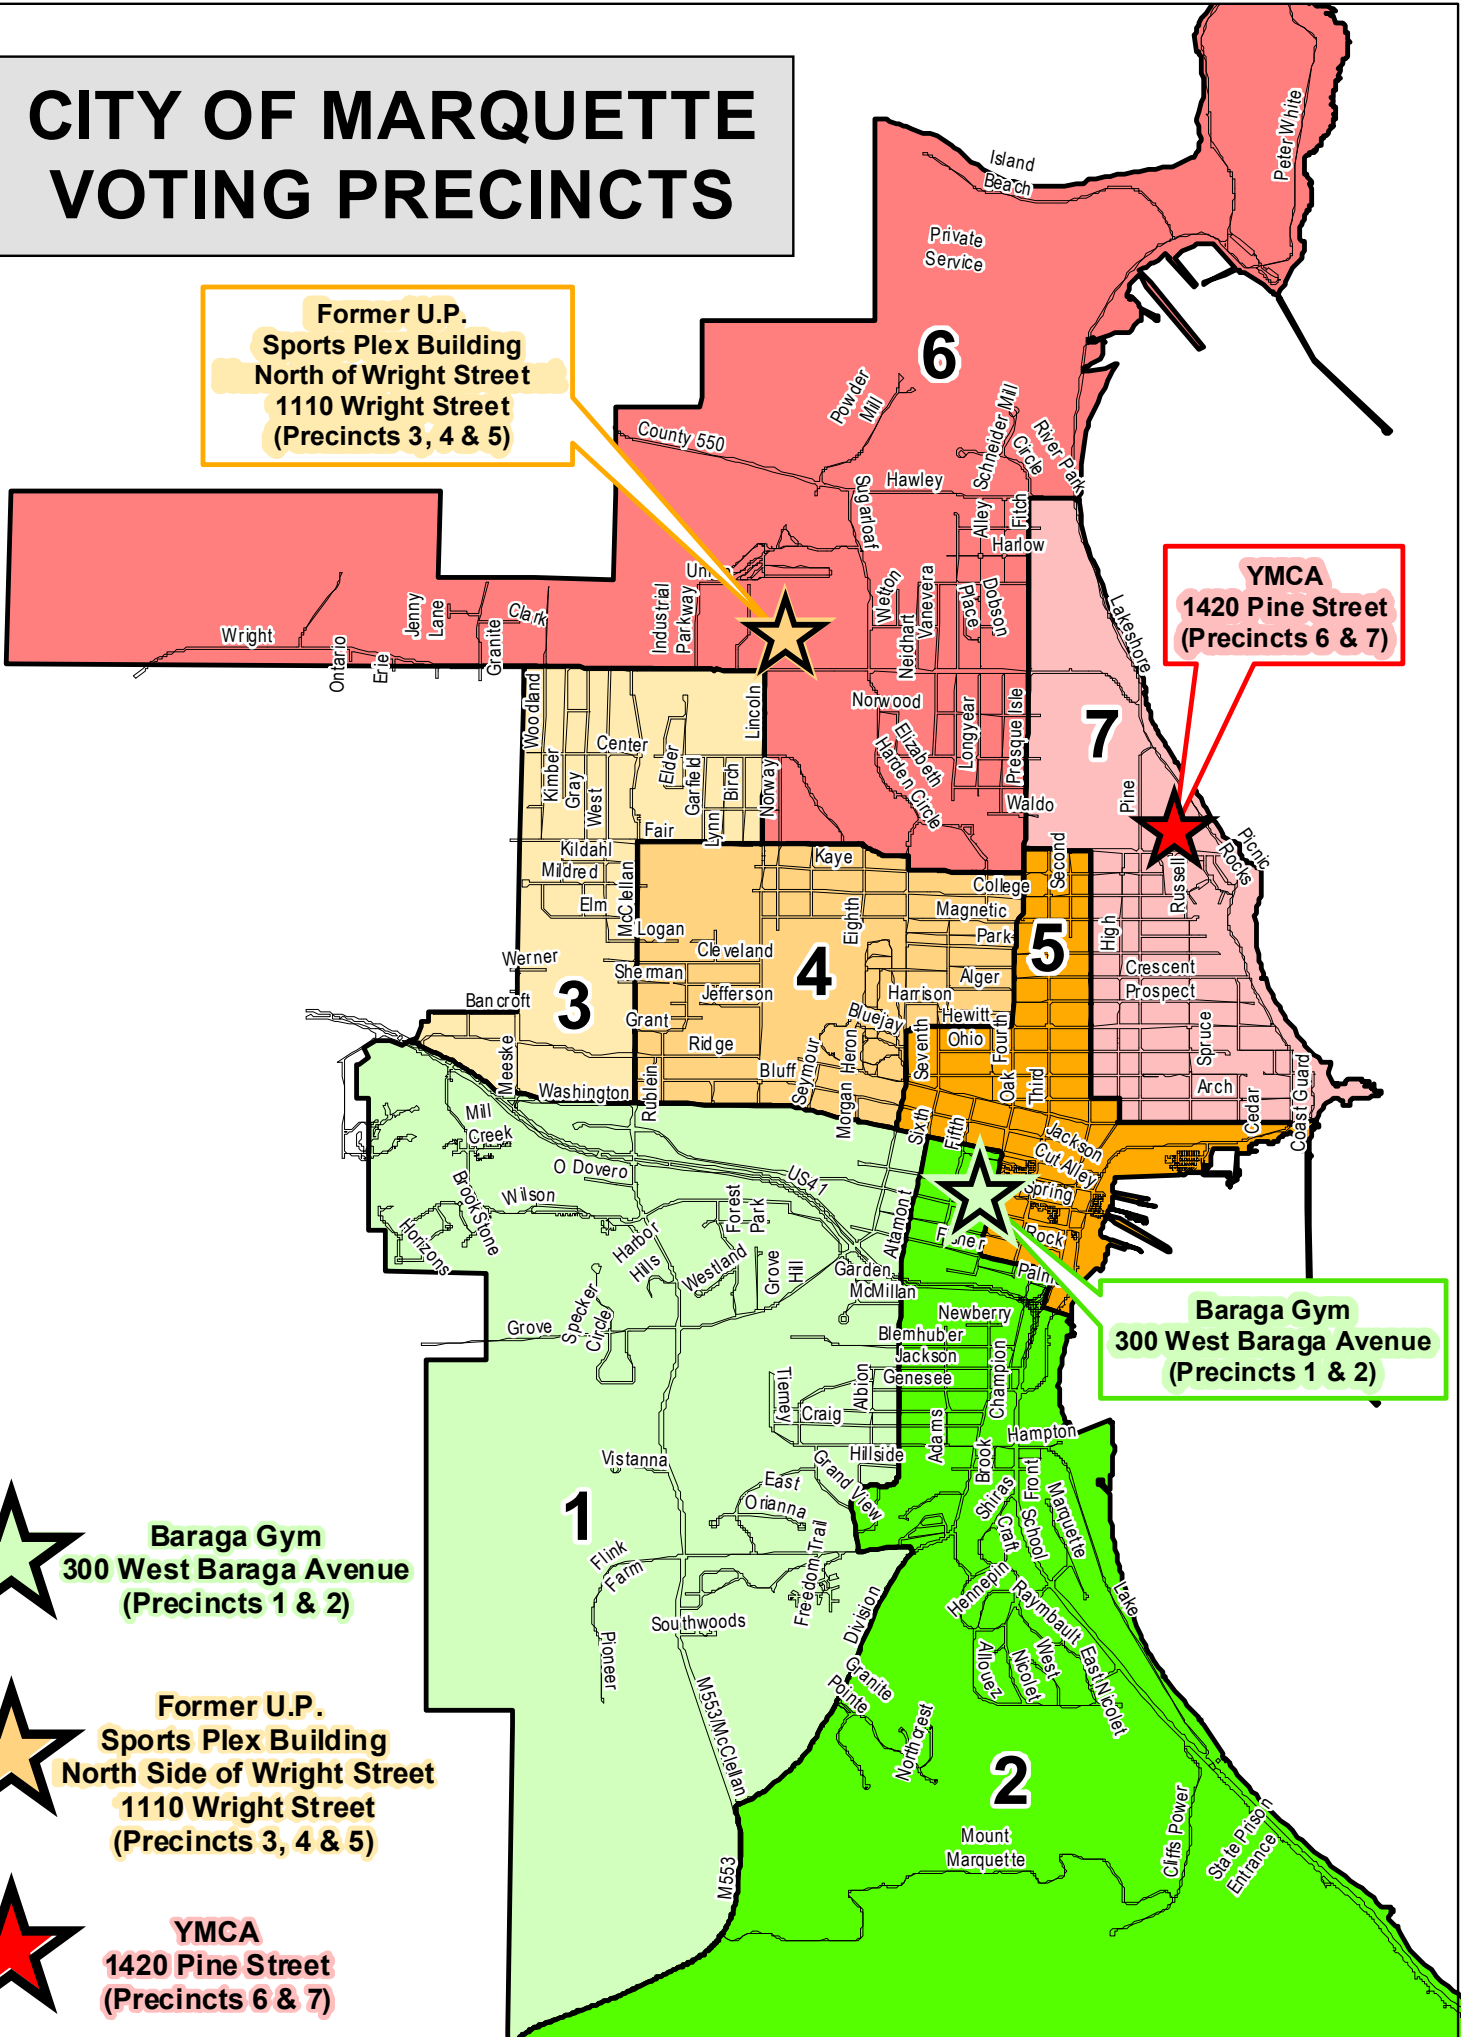 CITY OF MARQUETTE
VOTING PRECINCTS
Former U.P.
Sports Plex Building
North of Wright Street
1110 Wright Street
(Precincts 3, 4 & 5)
YMCA
1420 Pine Street
(Precincts 6 & 7)
Baraga Gym
300 West Baraga Avenue
(Precincts 1 & 2)
Baraga Gym
300 West Baraga Avenue
(Precincts 1 & 2)
Former U.P.
Sports Plex Building
North Side of Wright Street
1110 Wright Street
(Precincts 3, 4 & 5)
YMCA
1420 Pine Street
(Precincts 6 & 7)
Peter White
Island
Beach
Private
Service
6
Powder
Mill
Schneider Mill
Circle
River Park
County 550
Sugarloaf
Hawley
Alley
Fitch
Harlow
Industrial
Parkway
Wetton
Neidhart
Vanevera
Place
Dobson
Lakeshore
Wright
Ontario
Erie
Jenny
Lane
Granite
Clark
Woodland
Lincoln
Norwood
Elizabeth
Harden Circle
Longyear
Presque Isle
7
Center
Kimber
Gray
West
Elder
Garfield
Birch
Lynn
Norway
Waldo
Pine
Fair
Kildahl
Mildred
Elm
McClellan
Kaye
College
Second
Russell
Picnic
Rocks
Logan
Eighth
Magnetic
Park
5
High
Werner
Cleveland
Sherman
4
Alger
Crescent
Jefferson
Harrison
Prospect
Bancroft
3
Grant
Bluejay
Hewitt
Ohio
Fourth
Spruce
Ridge
Heron
Seventh
Meeske
Bluff
Seymour
Oak
Third
Arch
Cedar
Coast Guard
Washington
Rublein
Morgan
Sixth
Fifth
Mill
Creek
Jackson
Cut Alley
O Dovero
US41
Spring
Brook Stone
Wilson
Forest
Park
Altamont
Rock
Horizons
Harbor
Hills
Westland
Grove
Hill
Garden
McMillan
Specker
Circle
Newberry
Grove
Blemhuber
Jackson
Genesee
Champion
Tierney
Albion
Craig
Adams
Hampton
Hillside
Brook
Vistanna
Grand View
East
Orianna
Front
Shiras
Craft
School
Marquette
1
Flink
Farm
Freedom Trail
Lake
Division
Hennepin
Raymbault
Southwoods
Pioneer
Allouez
Nicolet
West
East Nicolet
Granite
Pointe
M553/McClellan
Northcrest
2
Mount
Marquette
Cliffs Power
State Prison
Entrance
M553